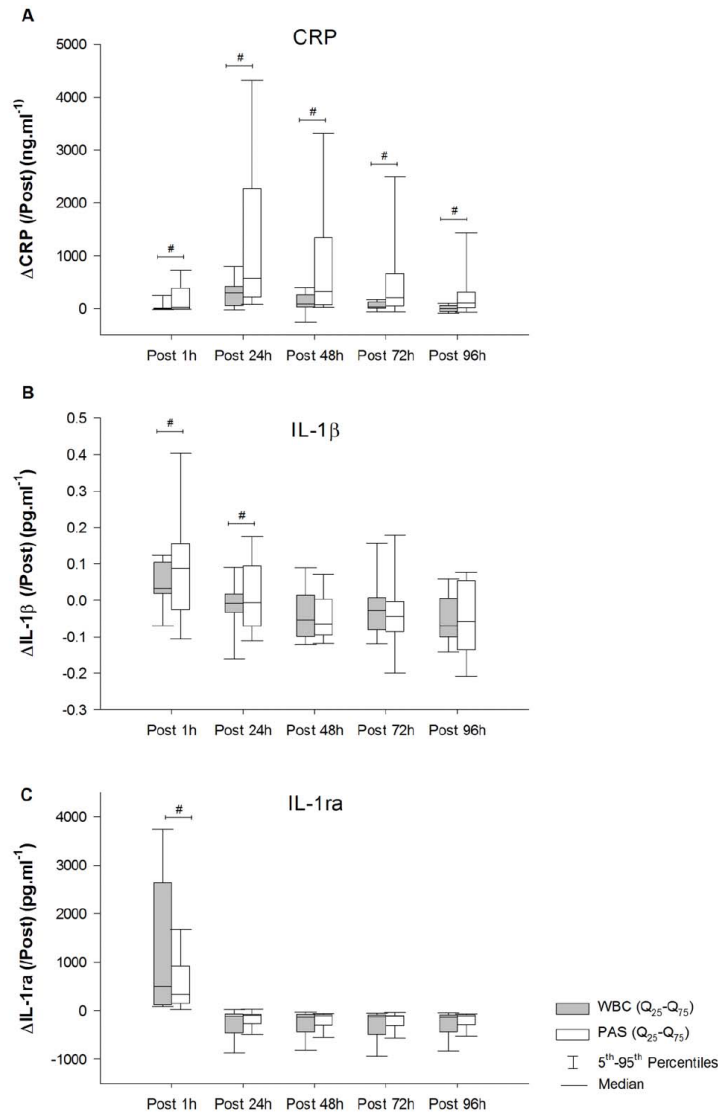 A
CRP
ΔCRP (/Post) (ng.ml⁻¹)
5000
4000
3000
2000
1000
0
# # # # #
Post 1h Post 24h Post 48h Post 72h Post 96h
B
IL-1β
ΔIL-1β (/Post) (pg.ml⁻¹)
0.5
0.4
0.3
0.2
0.1
0.0
-0.1
-0.2
-0.3
# #
Post 1h Post 24h Post 48h Post 72h Post 96h
C
IL-1ra
ΔIL-1ra (/Post) (pg.ml⁻¹)
4000
3000
2000
1000
0
-1000
#
Post 1h Post 24h Post 48h Post 72h Post 96h
WBC (Q₂₅-Q₇₅)
PAS (Q₂₅-Q₇₅)
5ᵗʰ-95ᵗʰ Percentiles
Median